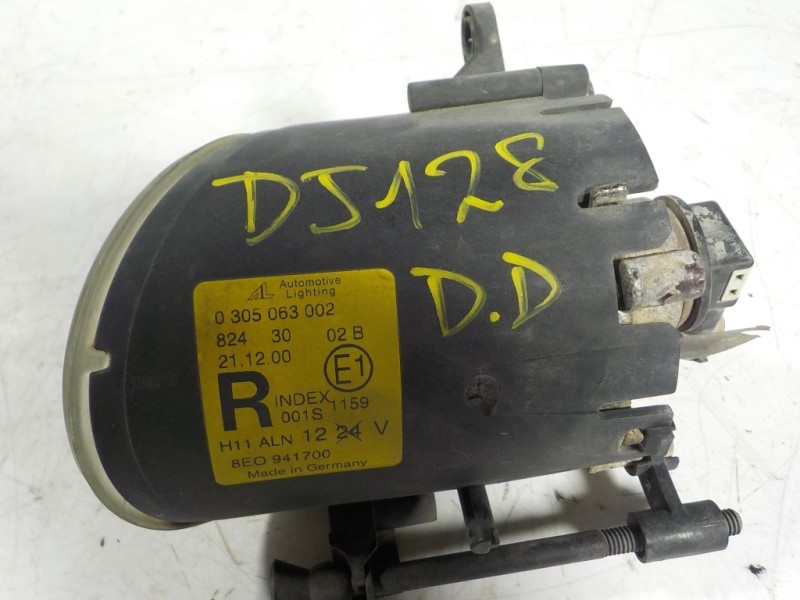 DJ128
D.D
Automotive
Lighting
0 305 063 002
824 30 02 B
21.12.00
E1
R INDEX 1159
001S
H11 ALN 12 24 V
8EO 941700
Made in Germany